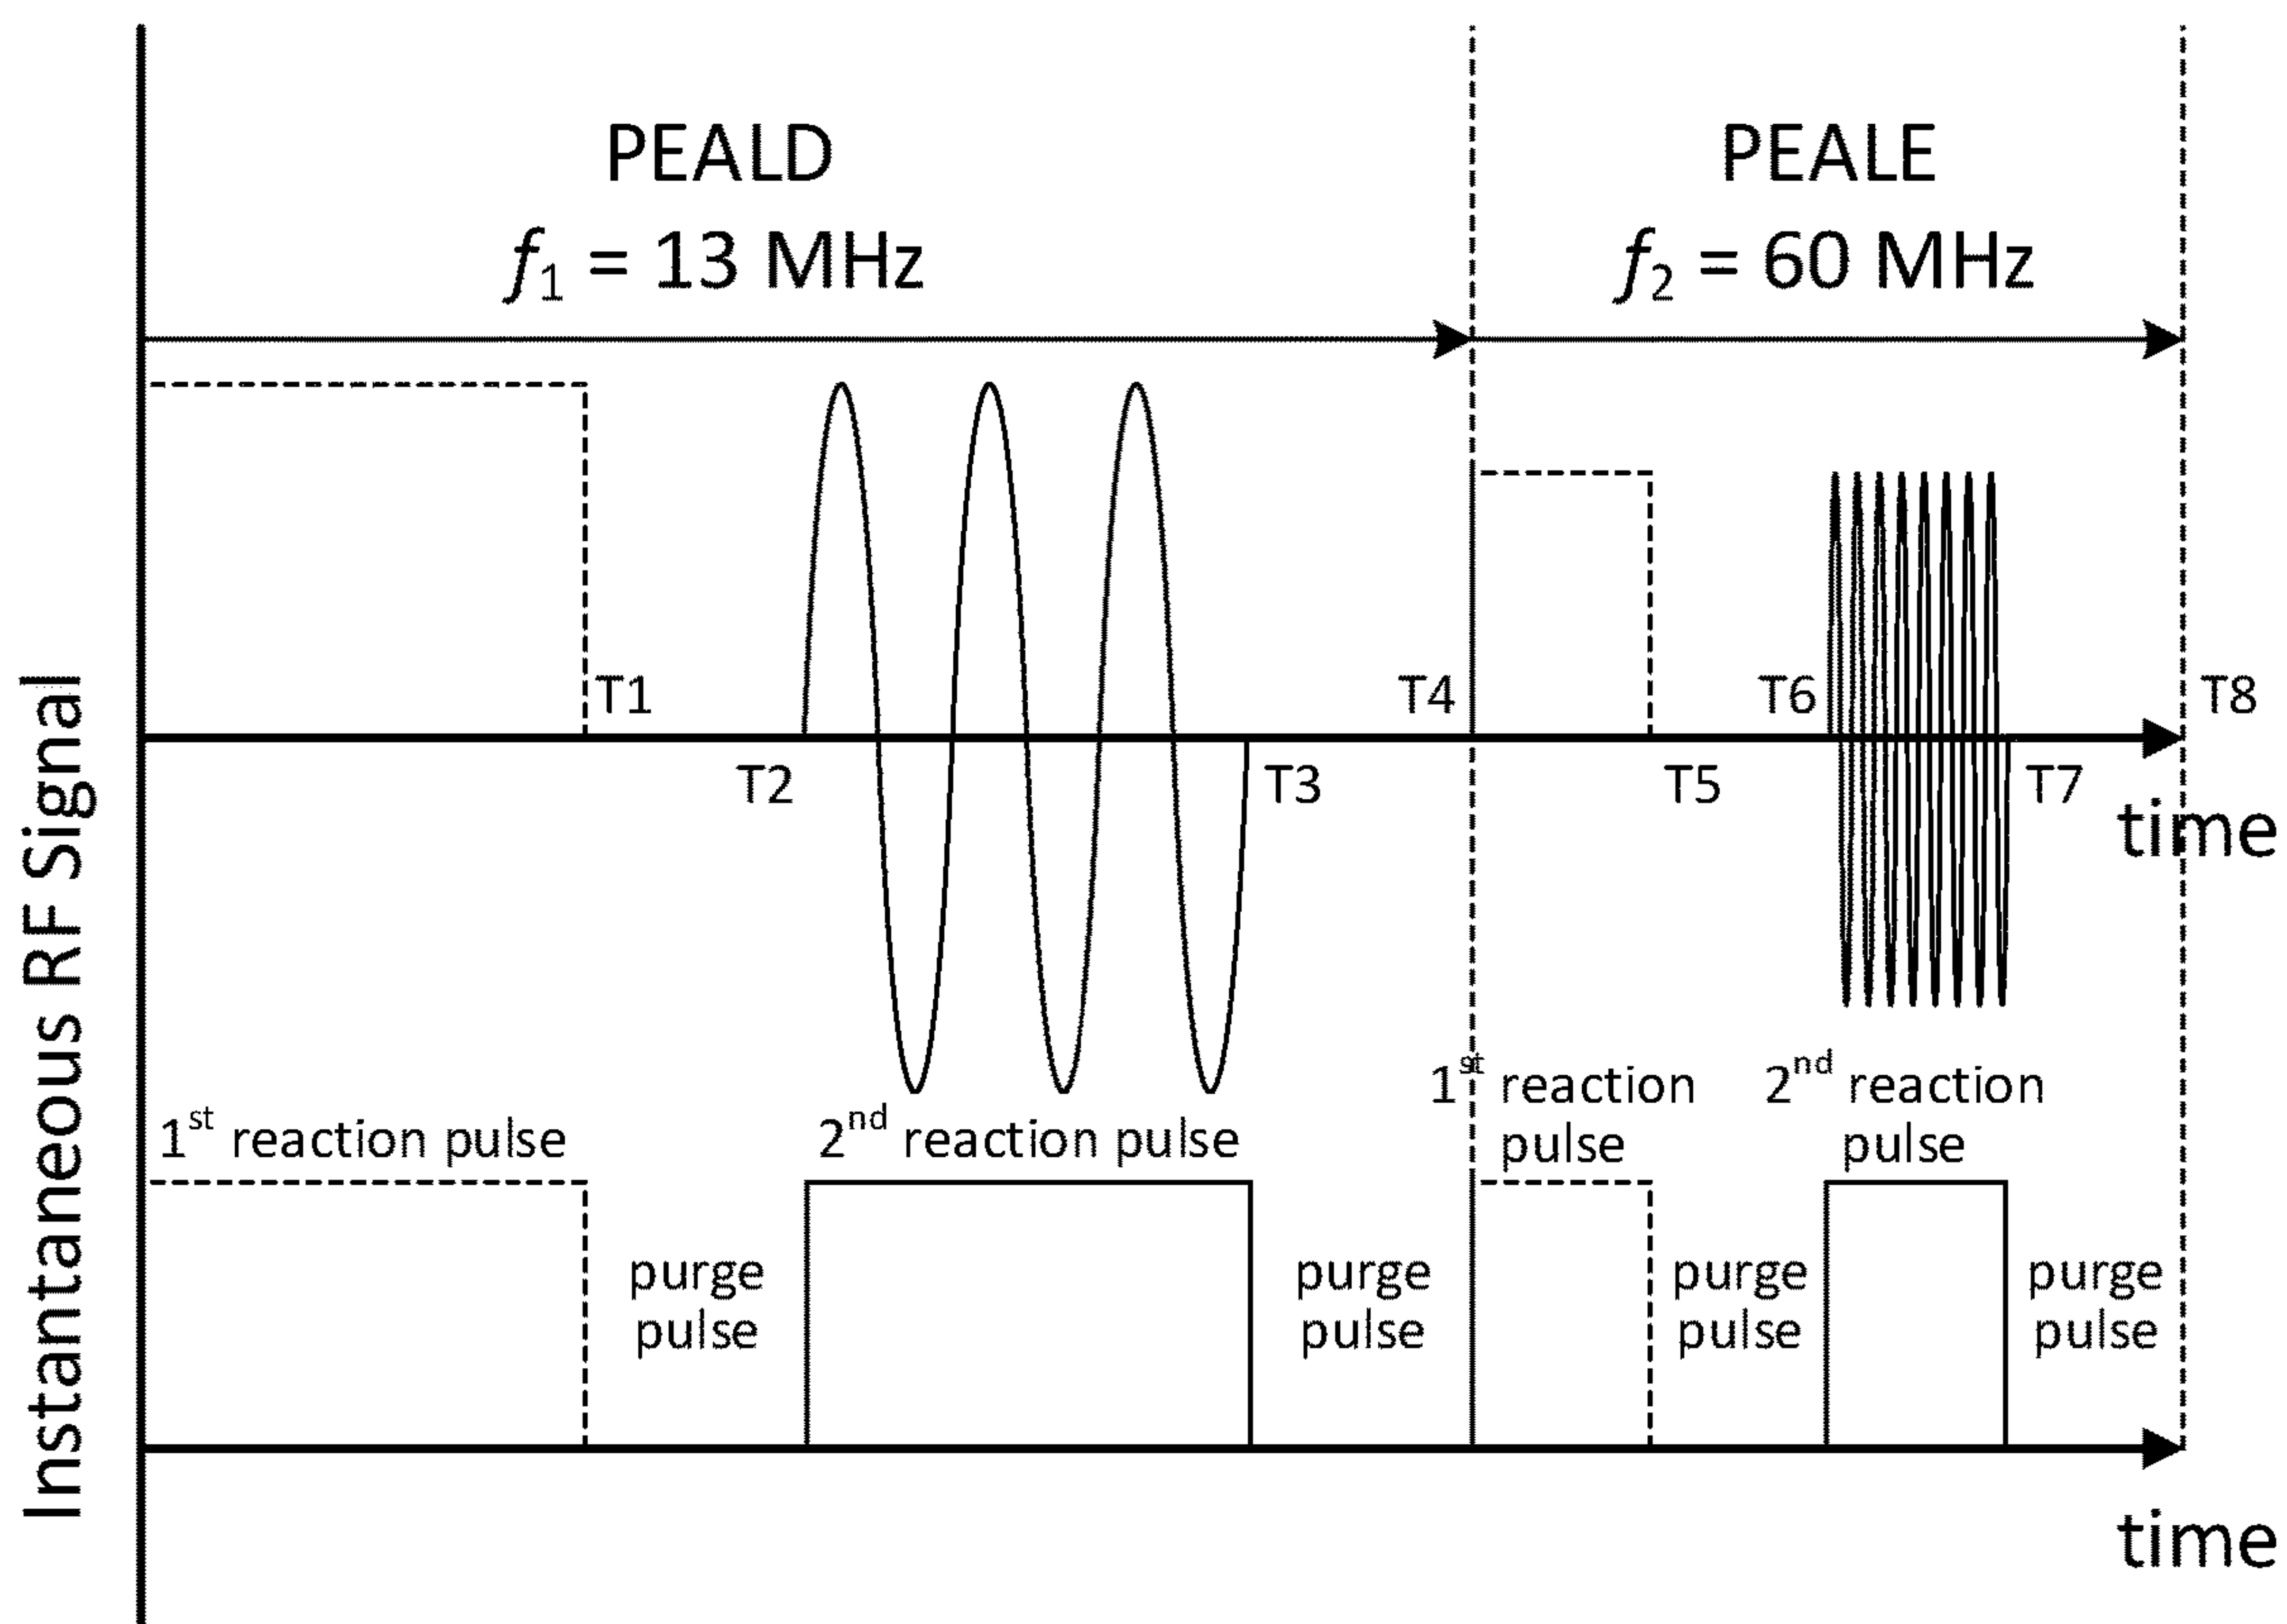 Instantaneous RF Signal
PEALD
f1 = 13 MHz
PEALE
f2 = 60 MHz
T1
T2
T3
T4
T5
T6
T7
T8
time
1st reaction pulse
purge
pulse
2nd reaction pulse
purge
pulse
1st reaction
pulse
purge
pulse
2nd reaction
pulse
purge
pulse
time